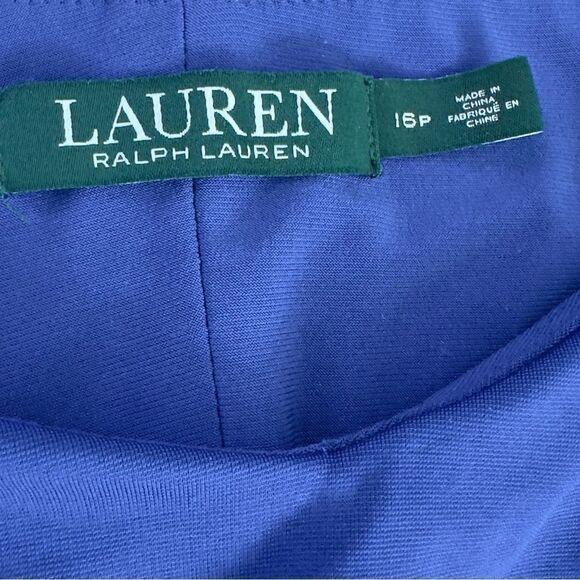 LAUREN
RALPH LAUREN
16P
MADE IN
CHINA
FABRIQUÉ EN
CHINE